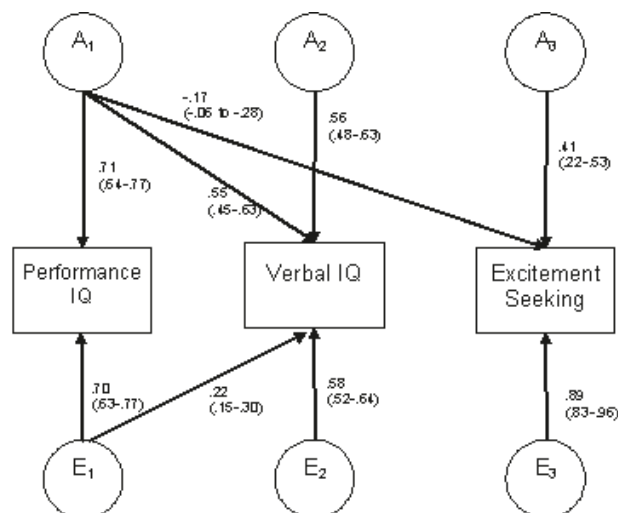 A1
A2
A3
-.17
(-.06 to -.28)
.56
(.48-.63)
.71
(.64-.77)
.55
(.45-.63)
.41
(.22-.53)
Performance
IQ
Verbal IQ
Excitement
Seeking
.70
(.63-.77)
.22
(.15-.30)
.58
(.52-.64)
.89
(.83-.96)
E1
E2
E3